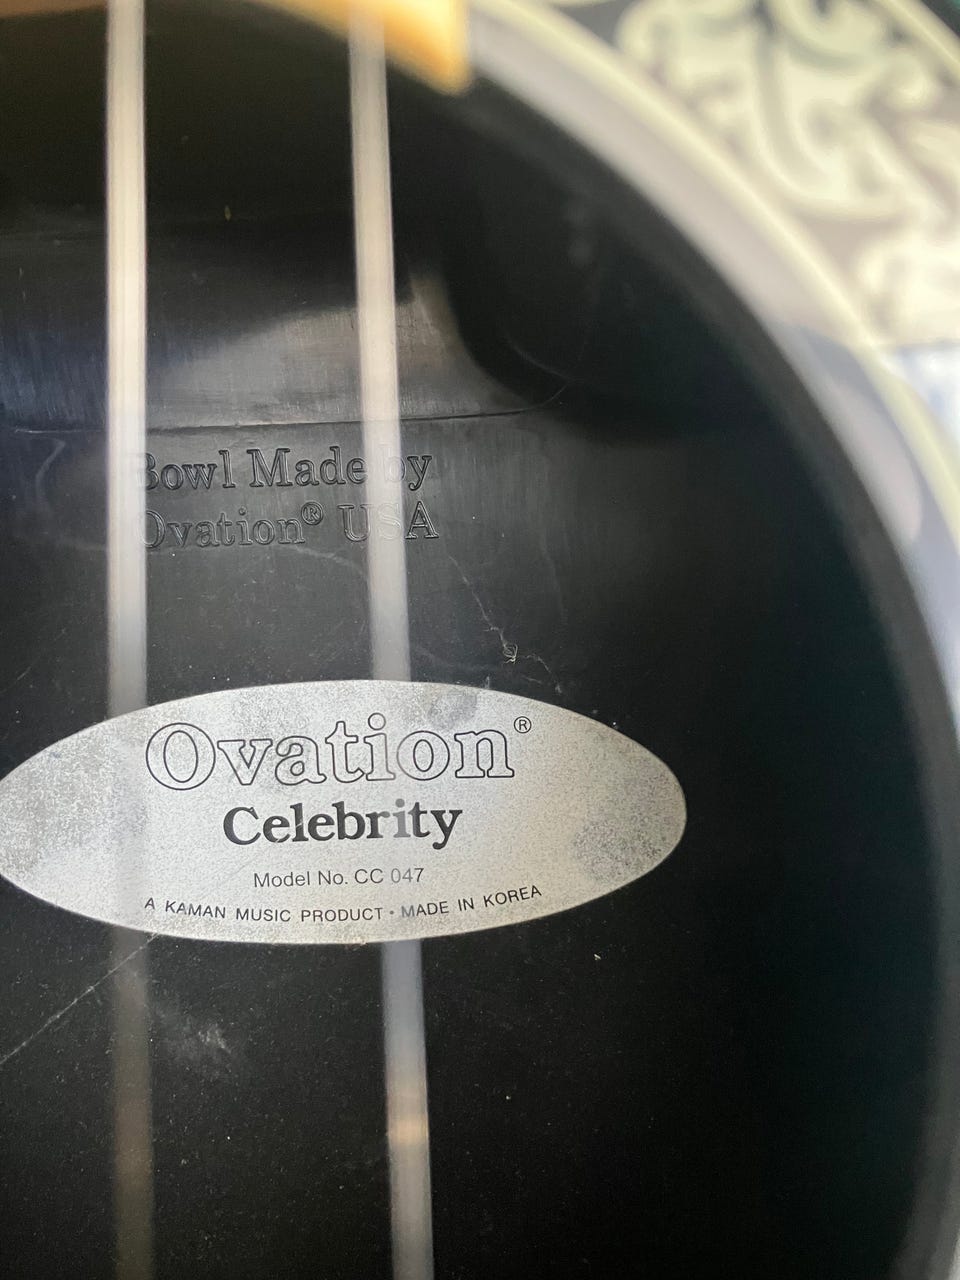 Bowl Made by
Ovation® USA
Ovation®
Celebrity
Model No. CC 047
A KAMAN MUSIC PRODUCT • MADE IN KOREA